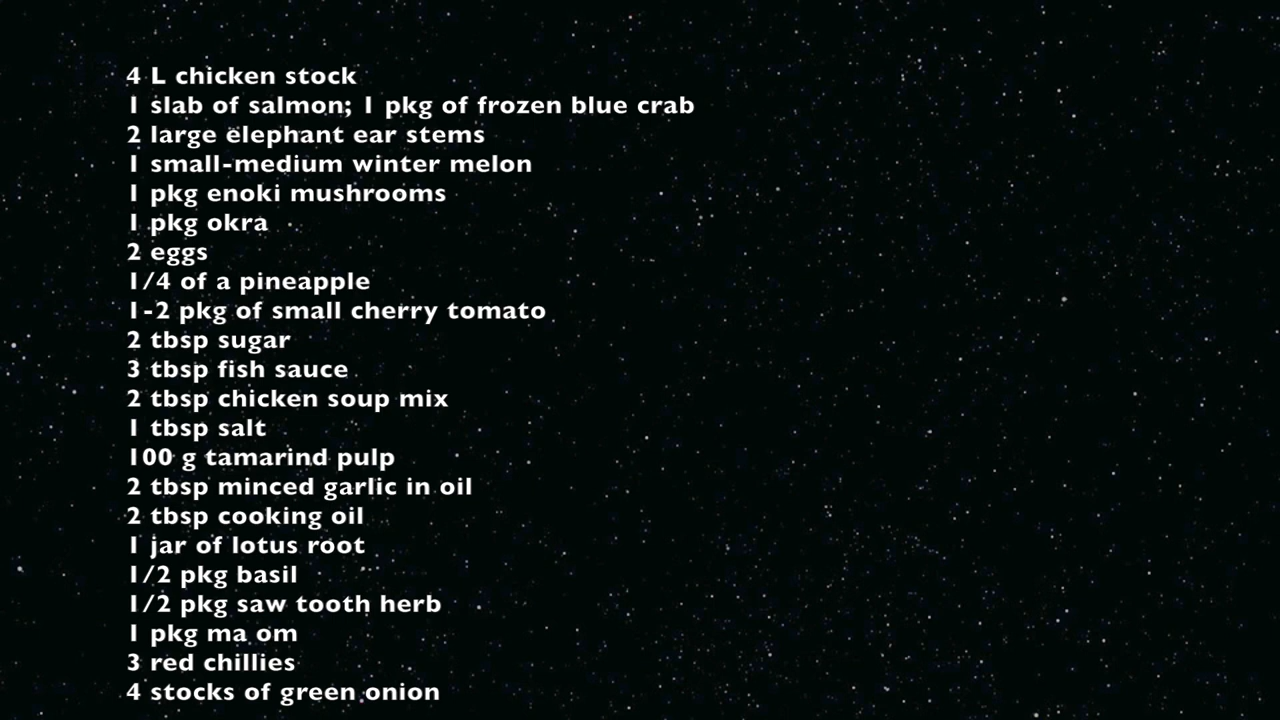 4 L chicken stock
1 slab of salmon; 1 pkg of frozen blue crab
2 large elephant ear stems
1 small-medium winter melon
1 pkg enoki mushrooms
1 pkg okra
2 eggs
1/4 of a pineapple
1-2 pkg of small cherry tomato
2 tbsp sugar
3 tbsp fish sauce
2 tbsp chicken soup mix
1 tbsp salt
100 g tamarind pulp
2 tbsp minced garlic in oil
2 tbsp cooking oil
1 jar of lotus root
1/2 pkg basil
1/2 pkg saw tooth herb
1 pkg ma om
3 red chillies
4 stocks of green onion